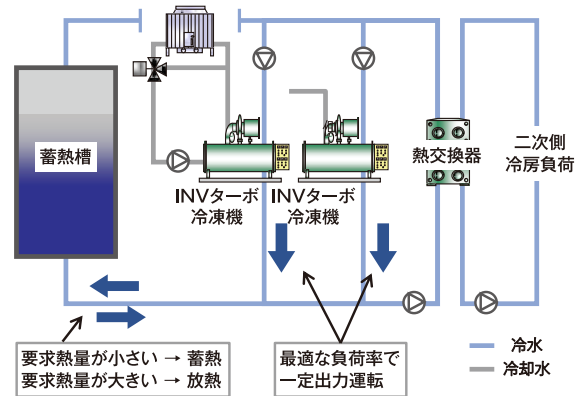 蓄熱槽
INVターボ
冷凍機
INVターボ
冷凍機
熱交換器
二次側
冷房負荷
要求熱量が小さい → 蓄熱
要求熱量が大きい → 放熱
最適な負荷率で
一定出力運転
冷水
冷却水